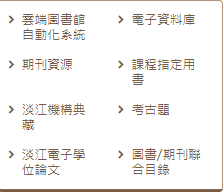 雲端圖書館
自動化系統
電子資料庫
期刊資源
課程指定用
書
淡江機構典
藏
考古題
淡江電子學
位論文
圖書/期刊聯
合目錄